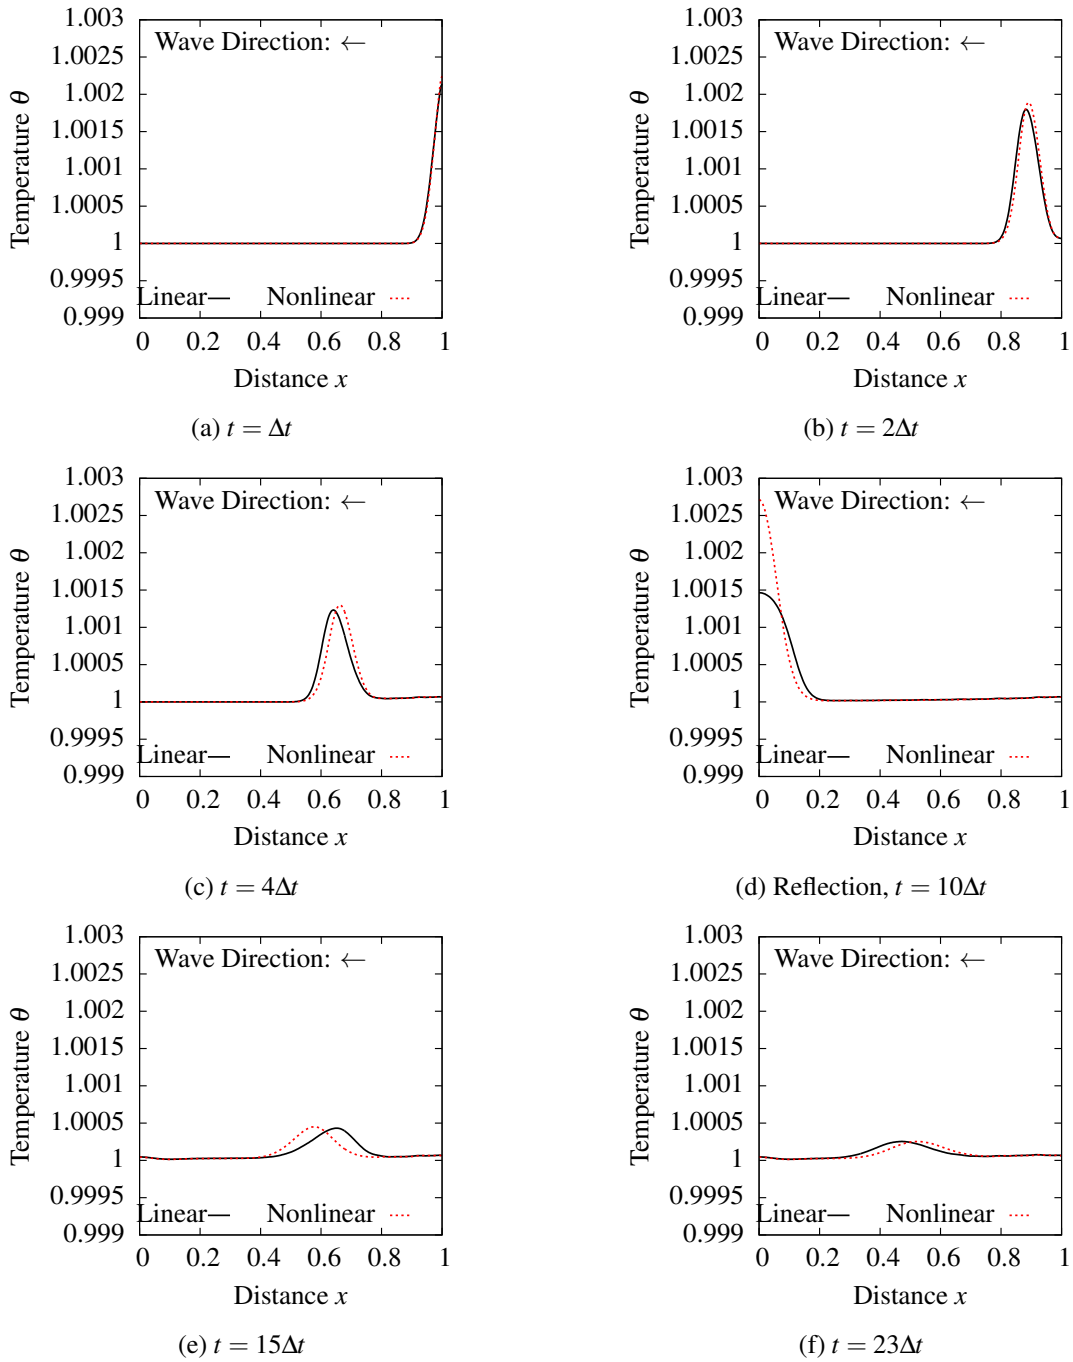 1.003
Wave Direction: ←
1.0025
1.002
1.0015
1.001
1.0005
1
0.9995
Linear Nonlinear
0.999
0 0.2 0.4 0.6 0.8 1
Temperature θ
Distance x
(a) t = Δt
1.003
Wave Direction: ←
1.0025
1.002
1.0015
1.001
1.0005
1
0.9995
Linear Nonlinear
0.999
0 0.2 0.4 0.6 0.8 1
Temperature θ
Distance x
(b) t = 2Δt
1.003
Wave Direction: ←
1.0025
1.002
1.0015
1.001
1.0005
1
0.9995
Linear Nonlinear
0.999
0 0.2 0.4 0.6 0.8 1
Temperature θ
Distance x
(c) t = 4Δt
1.003
Wave Direction: ←
1.0025
1.002
1.0015
1.001
1.0005
1
0.9995
Linear Nonlinear
0.999
0 0.2 0.4 0.6 0.8 1
Temperature θ
Distance x
(d) Reflection, t = 10Δt
1.003
Wave Direction: ←
1.0025
1.002
1.0015
1.001
1.0005
1
0.9995
Linear Nonlinear
0.999
0 0.2 0.4 0.6 0.8 1
Temperature θ
Distance x
(e) t = 15Δt
1.003
Wave Direction: ←
1.0025
1.002
1.0015
1.001
1.0005
1
0.9995
Linear Nonlinear
0.999
0 0.2 0.4 0.6 0.8 1
Temperature θ
Distance x
(f) t = 23Δt